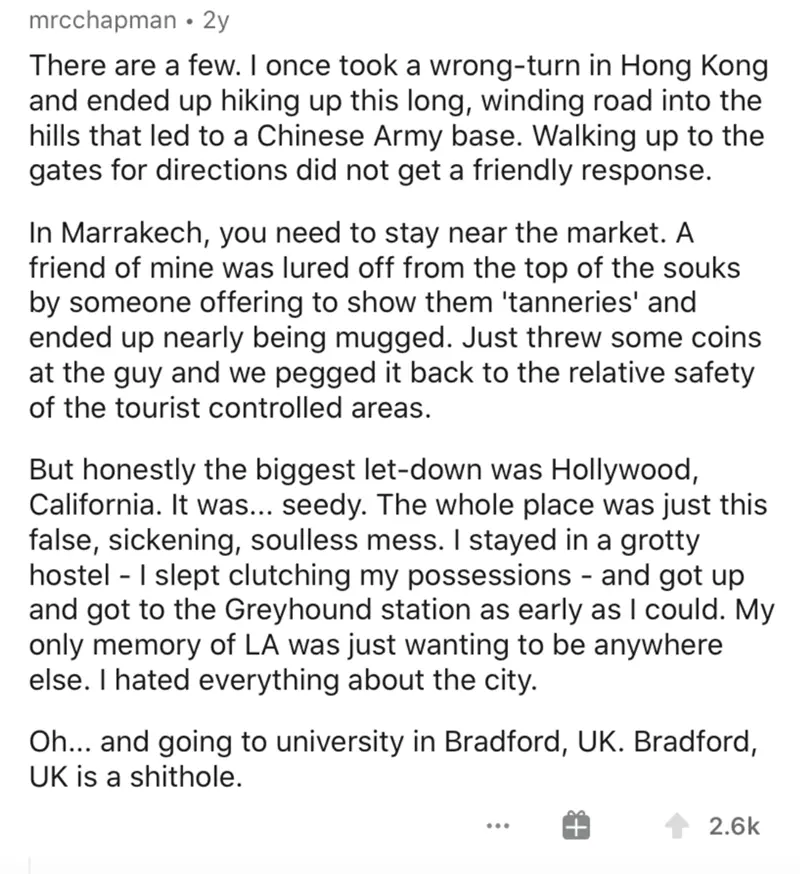 mrcchapman • 2y
There are a few. I once took a wrong-turn in Hong Kong
and ended up hiking up this long, winding road into the
hills that led to a Chinese Army base. Walking up to the
gates for directions did not get a friendly response.
In Marrakech, you need to stay near the market. A
friend of mine was lured off from the top of the souks
by someone offering to show them 'tanneries' and
ended up nearly being mugged. Just threw some coins
at the guy and we pegged it back to the relative safety
of the tourist controlled areas.
But honestly the biggest let-down was Hollywood,
California. It was... seedy. The whole place was just this
false, sickening, soulless mess. I stayed in a grotty
hostel - I slept clutching my possessions - and got up
and got to the Greyhound station as early as I could. My
only memory of LA was just wanting to be anywhere
else. I hated everything about the city.
Oh... and going to university in Bradford, UK. Bradford,
UK is a shithole.
2.6k